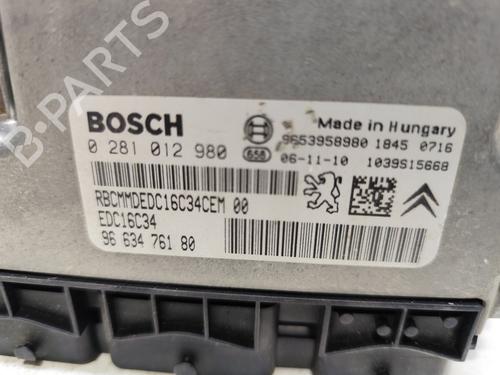 B-PARTS
BOSCH
Made in Hungary
9653958980 1845 0716
0 281 012 980
658
06-11-10
1039S15668
RBCMMDEDC16C34CEM 00
EDC16C34
96 634 761 80